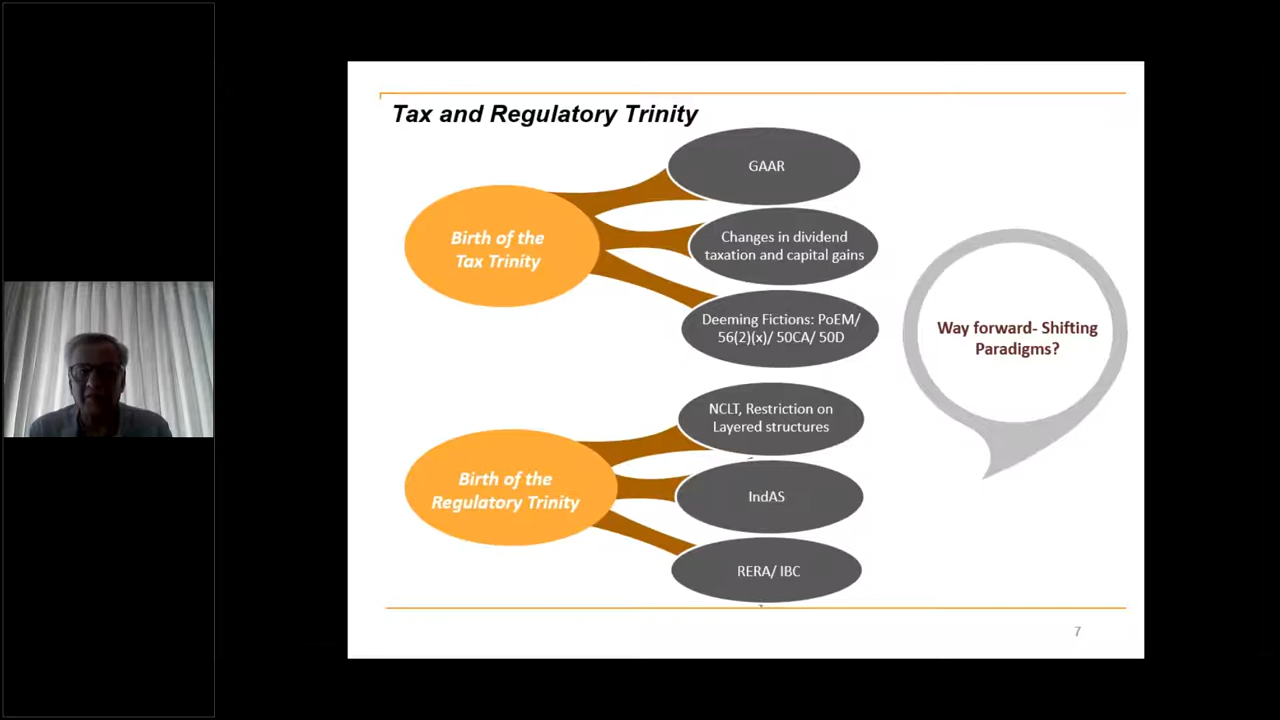 Tax and Regulatory Trinity
GAAR
Birth of the
Tax Trinity
Changes in dividend
taxation and capital gains
Deeming Fictions: PoEM/
56(2)(x)/ 50CA/ 50D
NCLT, Restriction on
Layered structures
Birth of the
Regulatory Trinity
IndAS
RERA/ IBC
Way forward- Shifting
Paradigms?
7